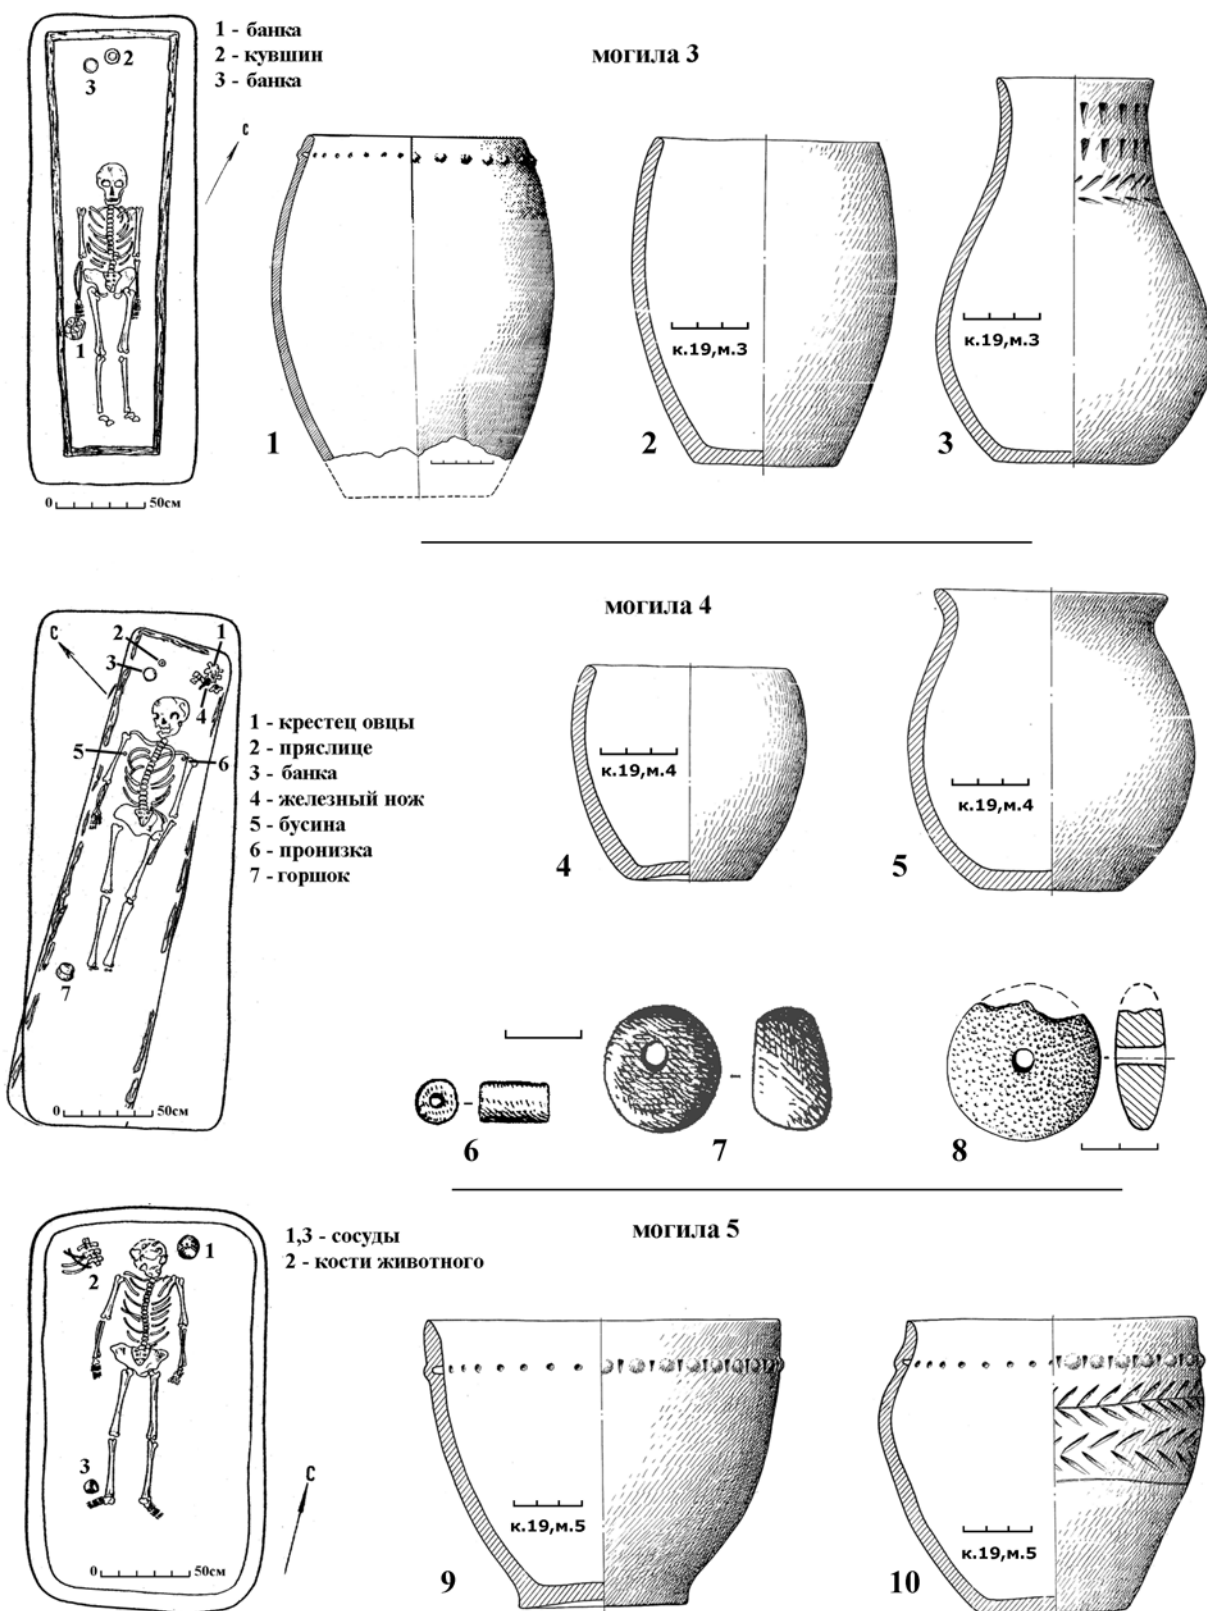 1 - банка
2 - кувшин
3 - банка
могила 3
2
3
1
С
0 50см
1
к.19,м.3
2
к.19,м.3
3
могила 4
С
2
1
3
4
5
6
7
0 50см
1 - крестец овцы
2 - пряслице
3 - банка
4 - железный нож
5 - бусина
6 - пронизка
7 - горшок
к.19,м.4
4
к.19,м.4
5
6
7
8
могила 5
1,3 - сосуды
2 - кости животного
1
2
3
С
0 50см
к.19,м.5
9
к.19,м.5
10